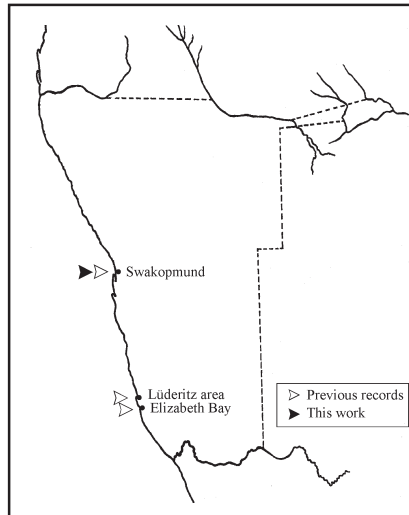 Swakopmund
Lüderitz area
Elizabeth Bay
Previous records
This work